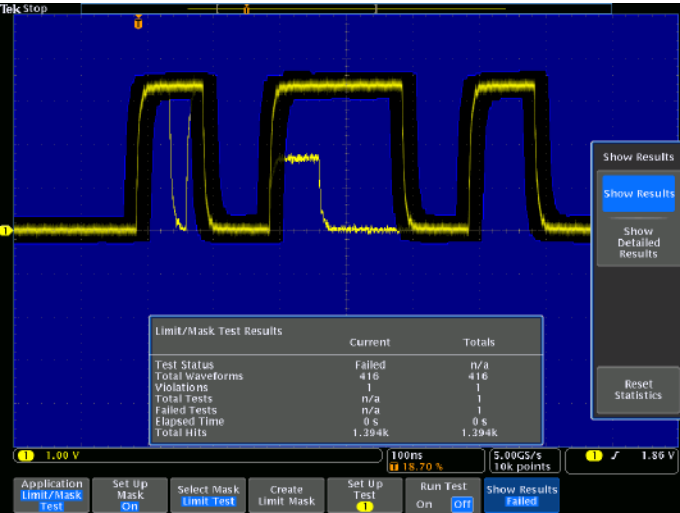 Tek Stop
T
T
1
Show Results
Show Results
Show
Detailed
Results
Reset
Statistics
Limit/Mask Test Results
Current Totals
Test Status Failed n/a
Total Waveforms 416 416
Violations 1 1
Total Tests n/a 1
Failed Tests n/a 1
Elapsed Time 0 s 0 s
Total Hits 1.394k 1.394k
1 1.00 V
100ns
T 18.70 %
5.00GS/s
10k points
1 1.86 V
Application
Limit/Mask
Test
Set Up
Mask
On
Select Mask
Limit Test
Create
Limit Mask
Set Up
Test
1
Run Test
On Off
Show Results
Failed